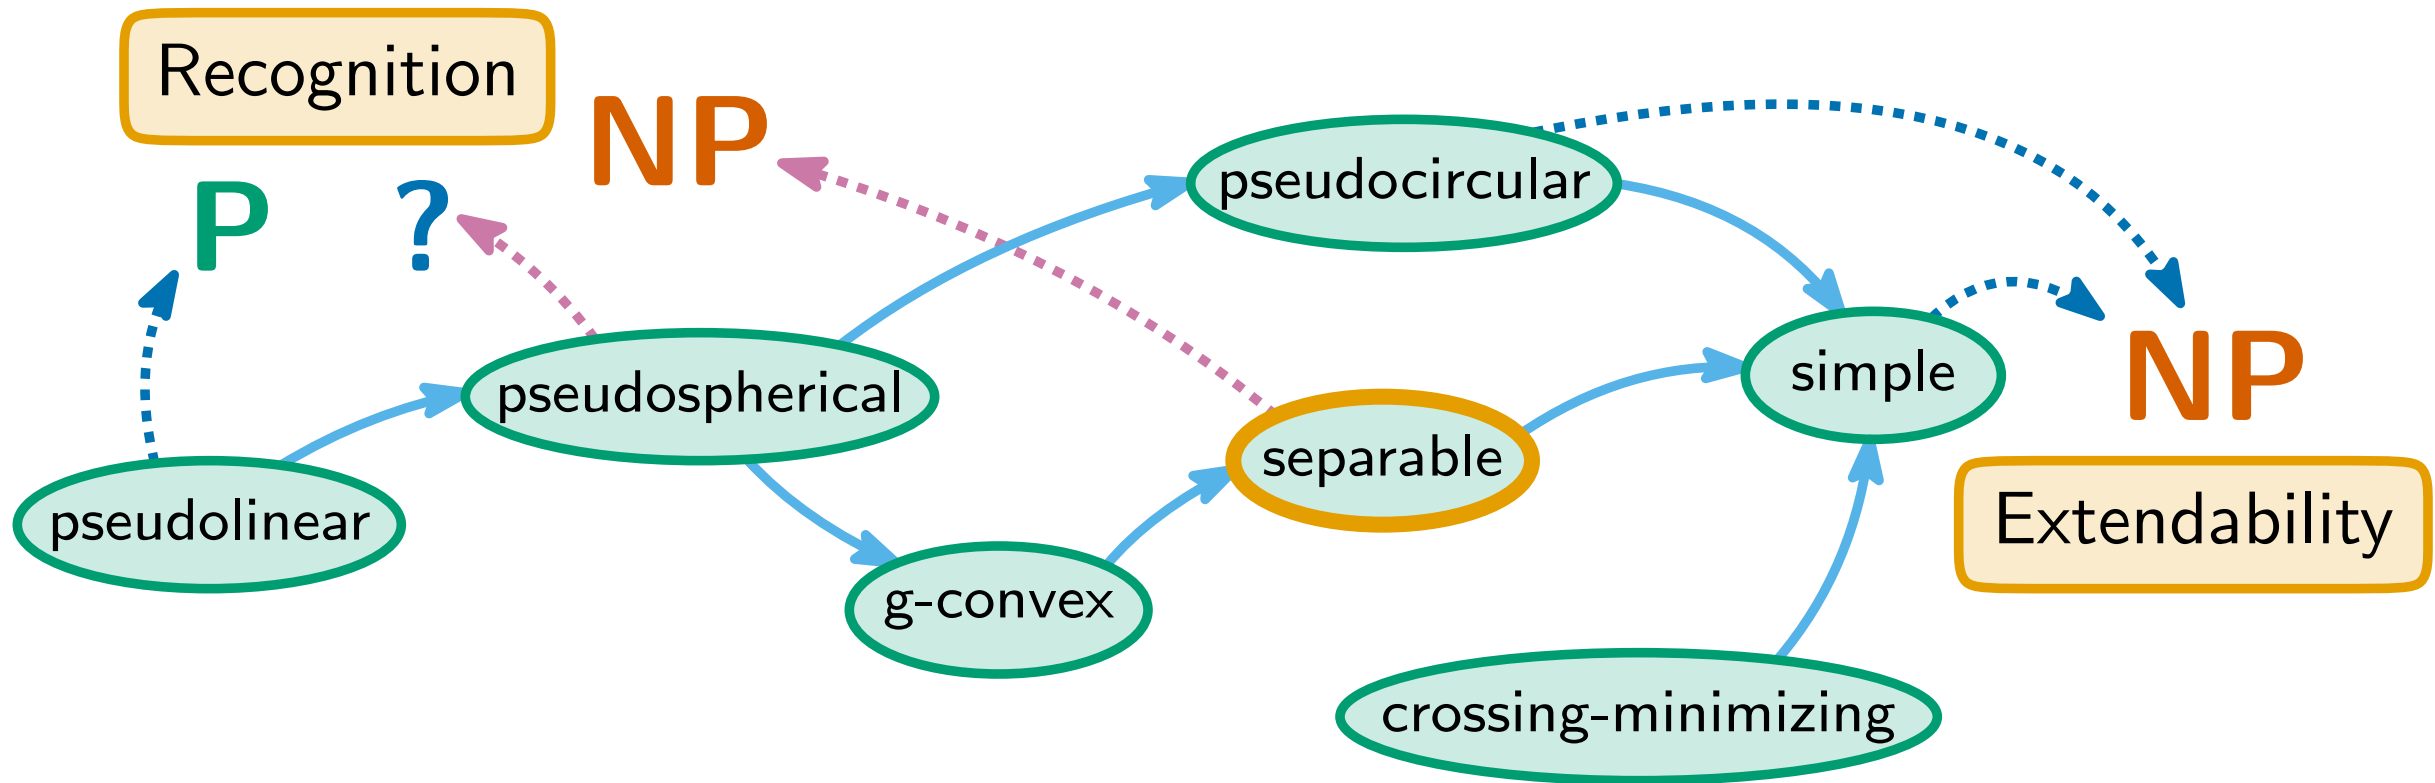 Recognition
NP
P
?
pseudocircular
pseudospherical
simple
NP
separable
pseudolinear
Extendability
g-convex
crossing-minimizing